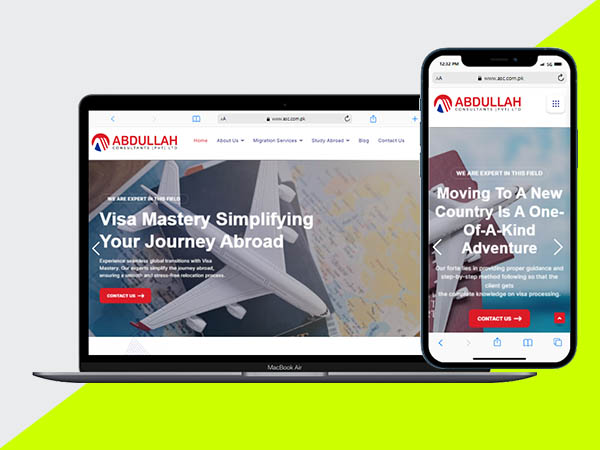 AA
www.asc.com.pk
ABDULLAH
CONSULTANTS (PVT) LTD
Home
About Us
Migration Services
Study Abroad
Blog
Contact Us
WE ARE EXPERT IN THIS FIELD
Visa Mastery Simplifying
Your Journey Abroad
Experience seamless global transitions with Visa
Mastery. Our experts simplify the journey abroad,
ensuring a smooth and stress-free relocation process.
CONTACT US
MacBook Air
12:32 PM
5G
AA
www.asc.com.pk
ABDULLAH
CONSULTANTS (PVT) LTD
WE ARE EXPERT IN THIS FIELD
Moving To A New
Country Is A One-
Of-A-Kind
Adventure
Our forte lies in providing proper guidance and
step-by-step method following so that the
client gets
the complete knowledge on visa processing.
CONTACT US